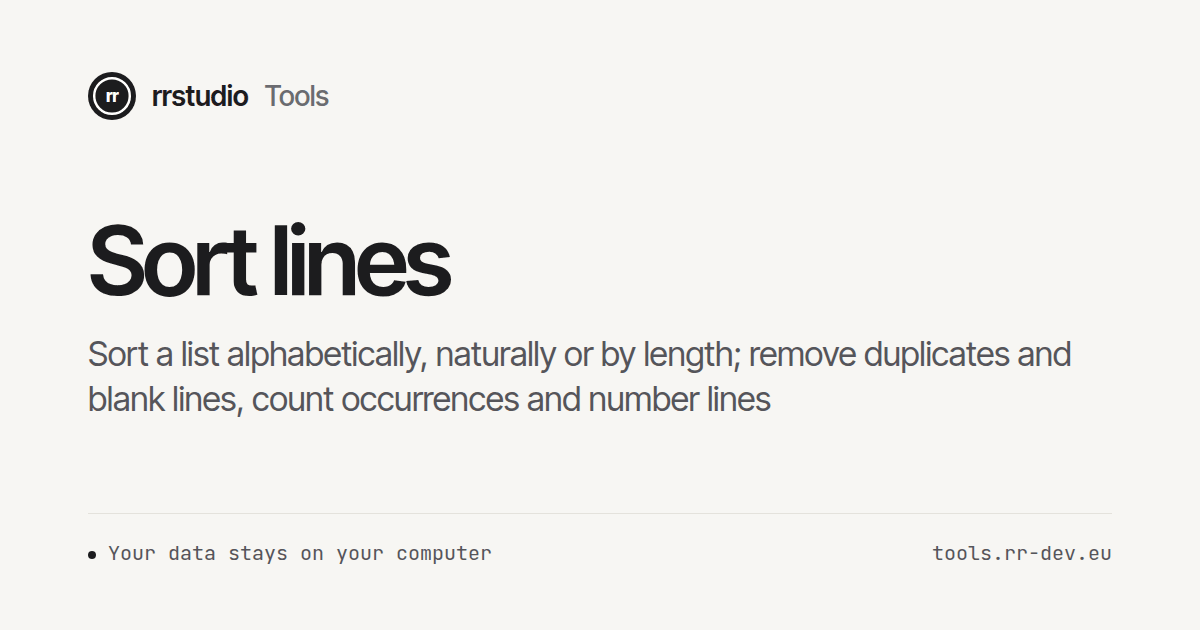 rr rrstudio Tools
Sort lines
Sort a list alphabetically, naturally or by length; remove duplicates and
blank lines, count occurrences and number lines
Your data stays on your computer
tools.rr-dev.eu